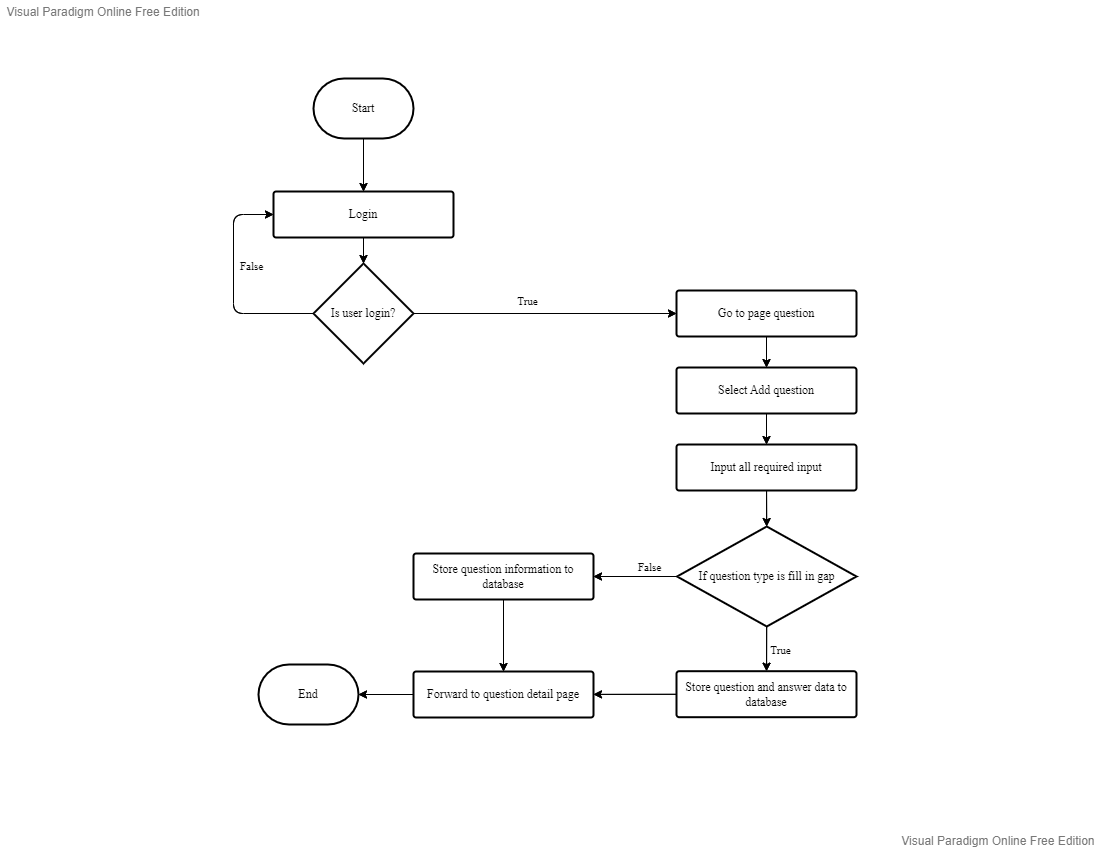 Visual Paradigm Online Free Edition
Start
Login
False
Is user login?
True
Go to page question
Select Add question
Input all required input
If question type is fill in gap
False
Store question information to
database
True
Store question and answer data to
database
Forward to question detail page
End
Visual Paradigm Online Free Edition